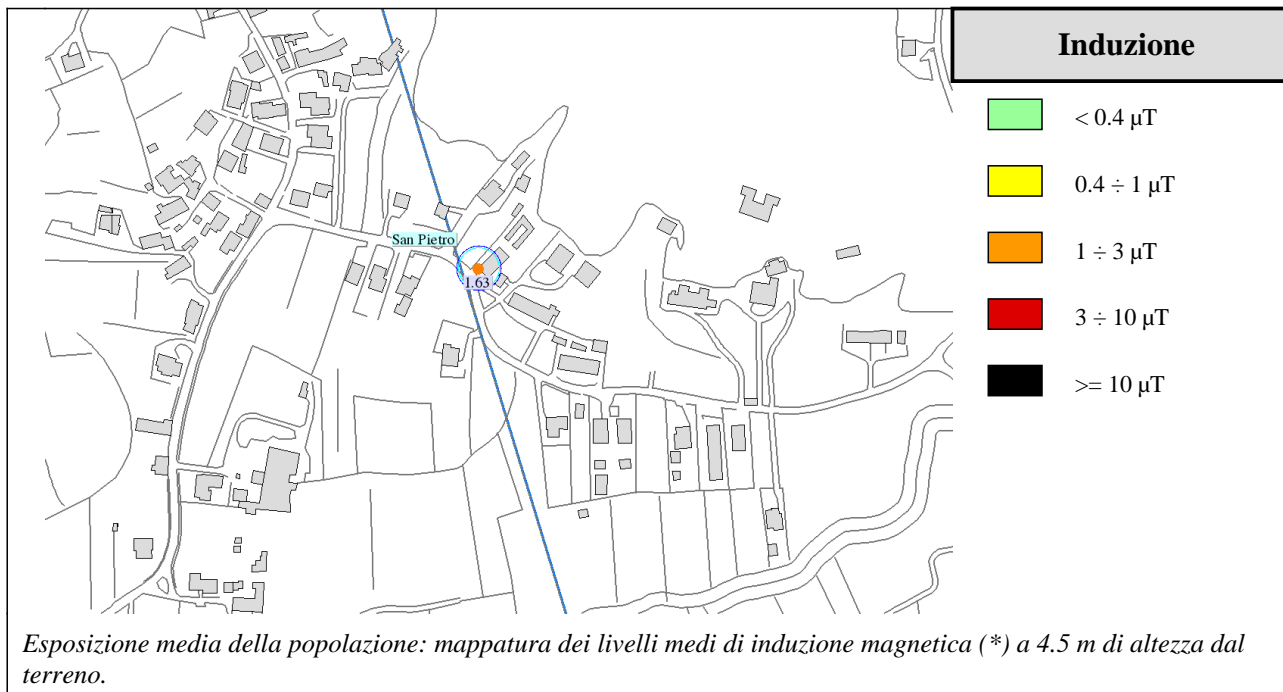 Induzione
< 0.4 µT
0.4 ÷ 1 µT
1 ÷ 3 µT
3 ÷ 10 µT
>= 10 µT
San Pietro
1.63
Esposizione media della popolazione: mappatura dei livelli medi di induzione magnetica (*) a 4.5 m di altezza dal
terreno.